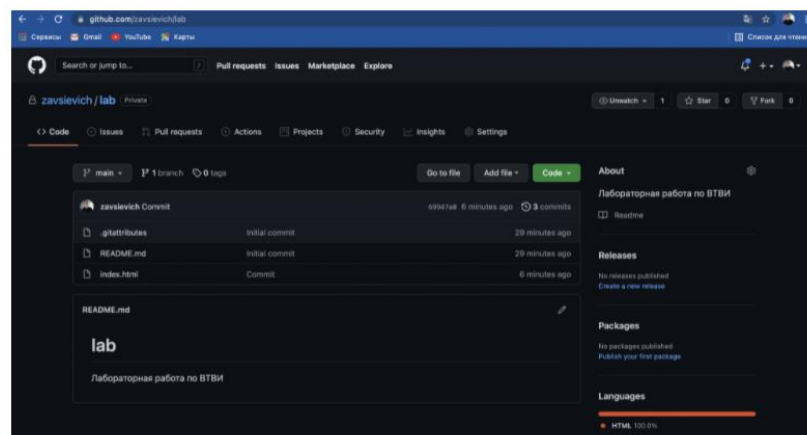 github.com/zavsievich/lab
Сервисы Gmail YouTube Карты Список для чтени
Search or jump to... / Pull requests Issues Marketplace Explore
zavsievich / lab Private Unwatch 1 Star 0 Fork 0
Code Issues Pull requests Actions Projects Security Insights Settings
main 1 branch 0 tags Go to file Add file Code
zavsievich Commit 6 minutes ago 3 commits
.gitattributes Initial commit 29 minutes ago
README.md Initial commit 29 minutes ago
index.html Commit 6 minutes ago
README.md
lab
Лабораторная работа по ВТВИ
About
Лабораторная работа по ВТВИ
Readme
Releases
No releases published
Create a new release
Packages
No packages published
Publish your first package
Languages
HTML 100.0%